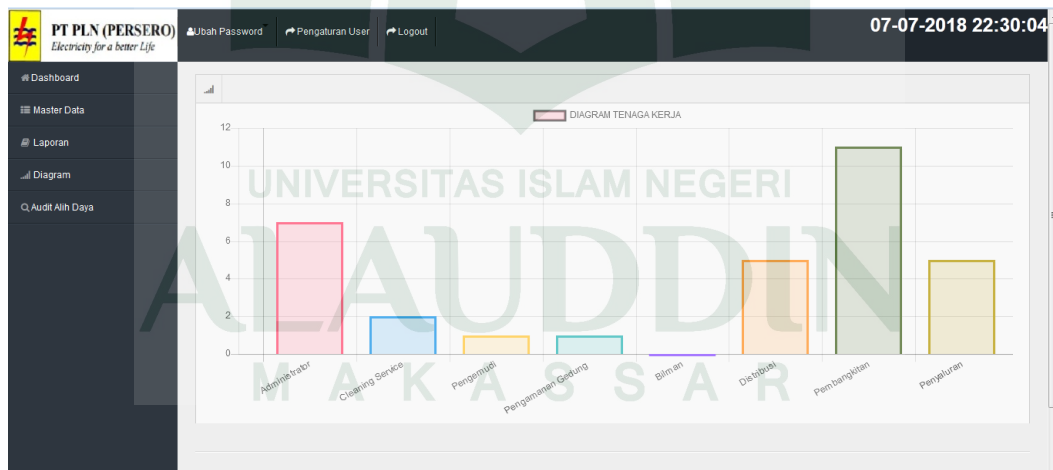 PT PLN (PERSERO)
Electricity for a better Life
Ubah Password
Pengaturan User
Logout
07-07-2018 22:30:04
Dashboard
Master Data
Laporan
Diagram
Audit Alih Daya
DIAGRAM TENAGA KERJA
12
10
8
6
4
2
0
Administrator
Cleaning Service
Pengemudi
Pengamanan Gedung
Bilman
Distribusi
Pembangkitan
Penyaluran
UNIVERSITAS ISLAM NEGERI
ALAUDDIN
MAKASSAR